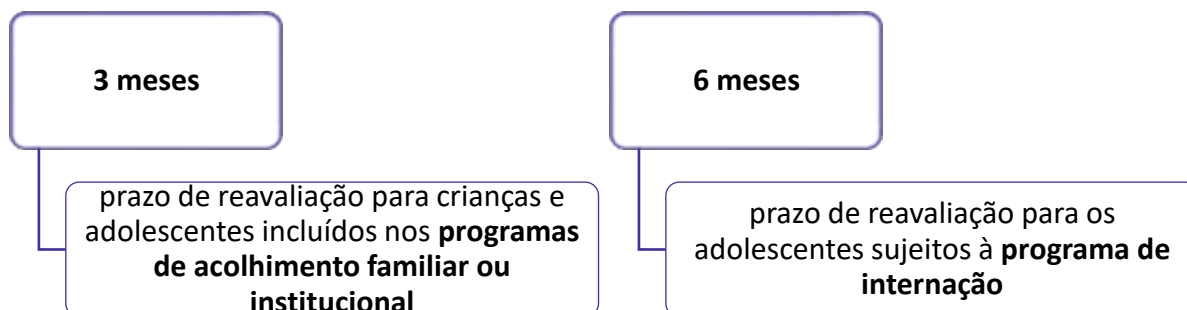 3 meses
prazo de reavaliação para crianças e
adolescentes incluídos nos programas
de acolhimento familiar ou
institucional
6 meses
prazo de reavaliação para os
adolescentes sujeitos à programa de
internação